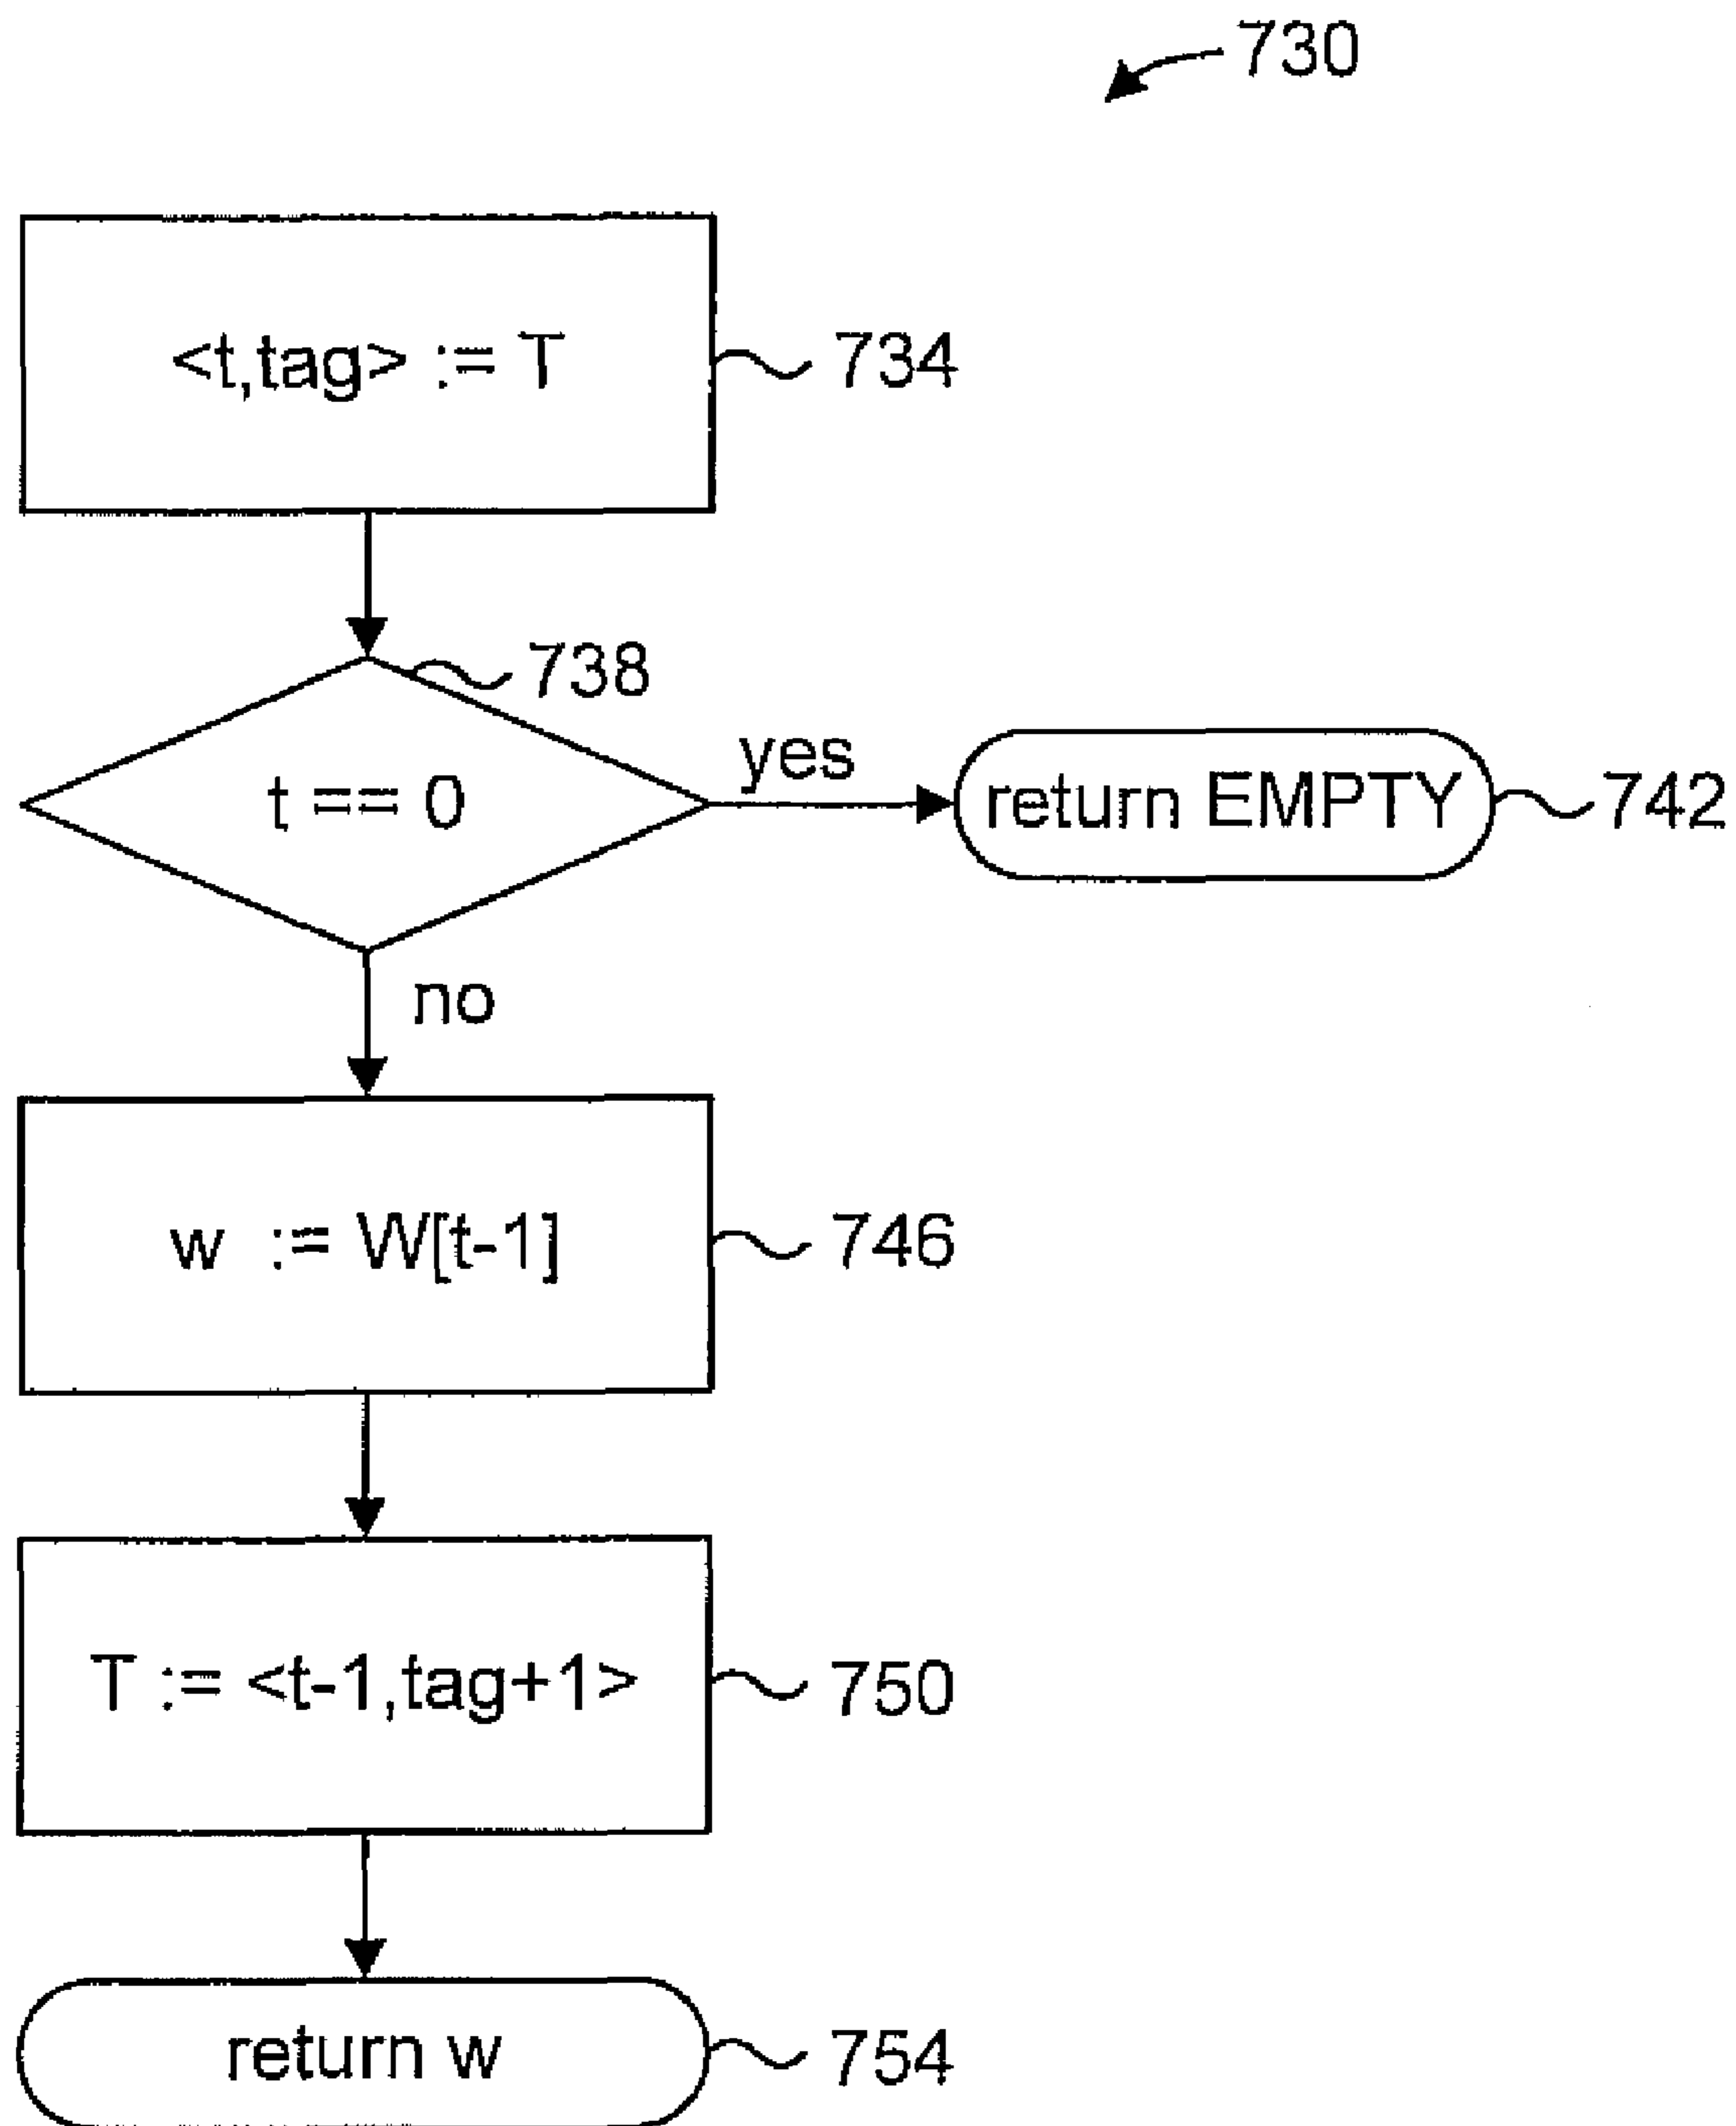 730
<t,tag> := T
734
738
t == 0
yes
return EMPTY
742
no
w := W[t-1]
746
T := <t-1,tag+1>
750
return w
754